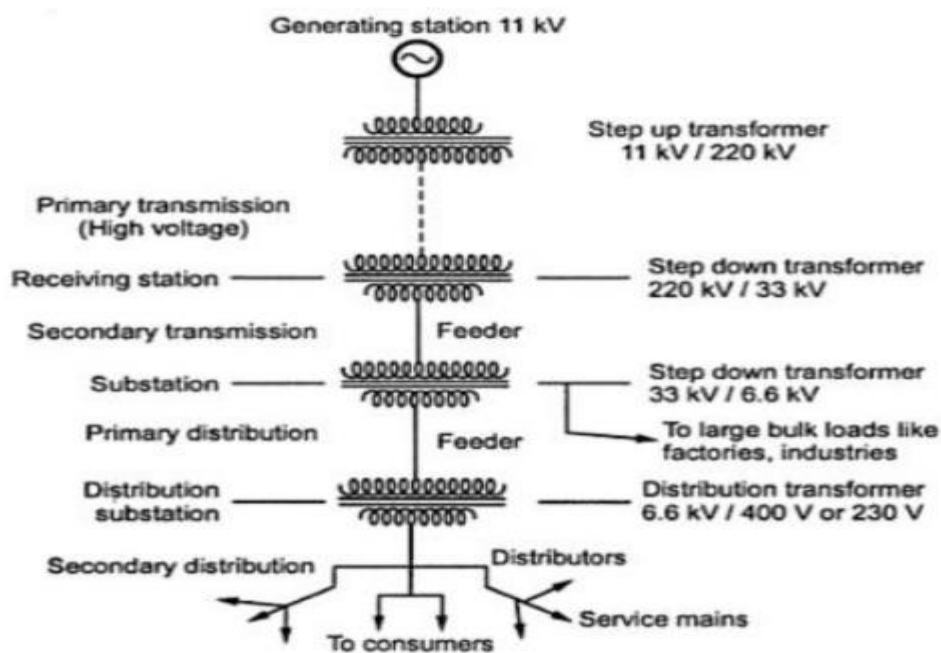 Generating station 11 kV
Step up transformer
11 kV / 220 kV
Primary transmission
(High voltage)
Receiving station
Step down transformer
220 kV / 33 kV
Secondary transmission
Feeder
Substation
Step down transformer
33 kV / 6.6 kV
Primary distribution
Feeder
To large bulk loads like
factories, industries
Distribution
substation
Distribution transformer
6.6 kV / 400 V or 230 V
Secondary distribution
Distributors
Service mains
To consumers